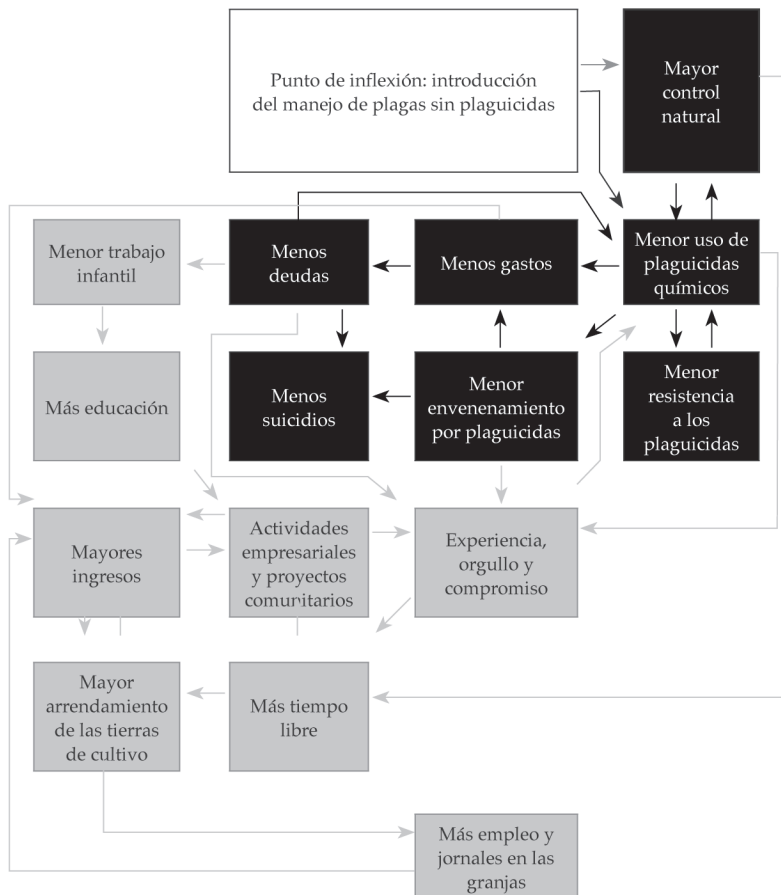 Punto de inflexión: introducción
del manejo de plagas sin plaguicidas
Mayor
control
natural
Menor trabajo
infantil
Menos
deudas
Menos gastos
Menor uso de
plaguicidas
químicos
Más educación
Menos
suicidios
Menor
envenenamiento
por plaguicidas
Menor
resistencia
a los
plaguicidas
Mayores
ingresos
Actividades
empresariales
y proyectos
comunitarios
Experiencia,
orgullo y
compromiso
Mayor
arrendamiento
de las tierras
de cultivo
Más tiempo
libre
Más empleo y
jornales en las
granjas